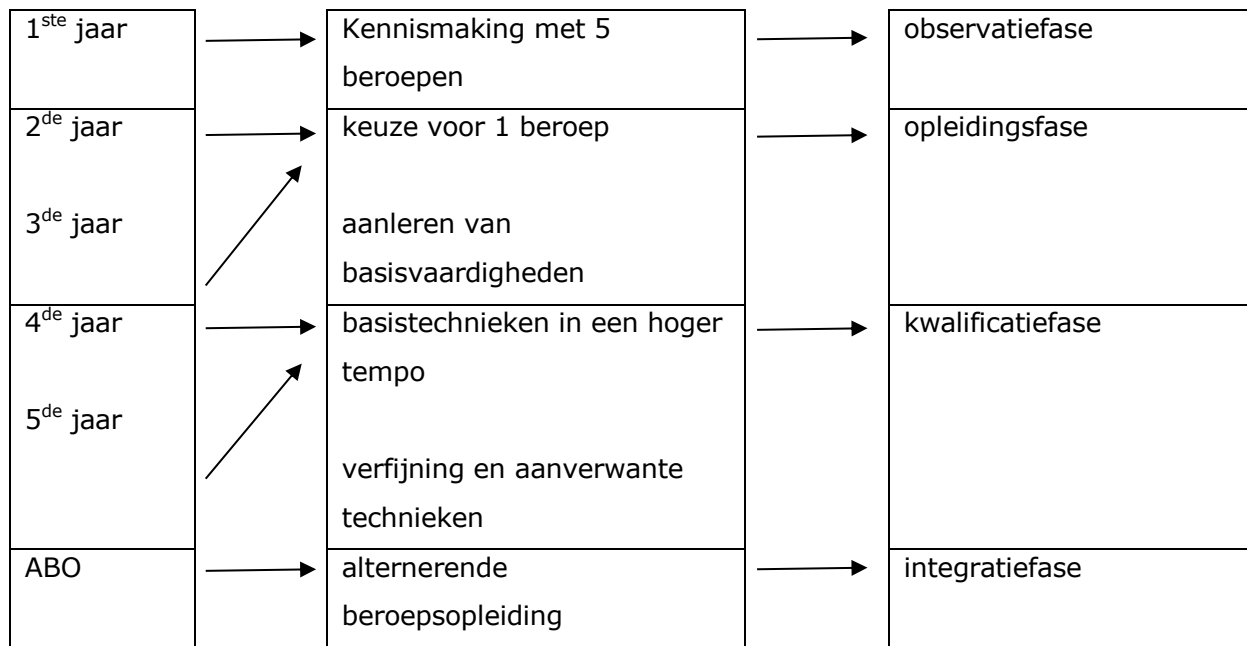 1ste jaar
Kennismaking met 5
beroepen
observatiefase
2de jaar
3de jaar
keuze voor 1 beroep
aanleren van
basisvaardigheden
opleidingsfase
4de jaar
5de jaar
basistechnieken in een hoger
tempo
verfijning en aanverwante
technieken
kwalificatiefase
ABO
alternerende
beroepsopleiding
integratiefase